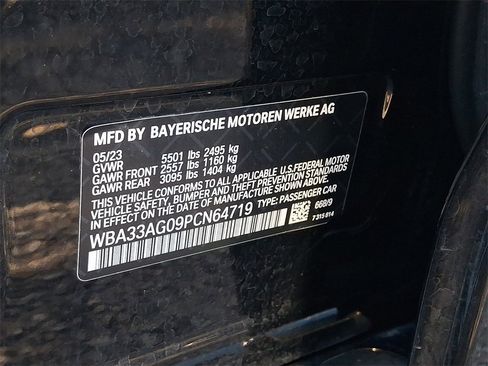 MFD BY BAYERISCHE MOTOREN WERKE AG
05/23 5501 lbs 2495 kg
GVWR
GAWR FRONT 2557 lbs 1160 kg
GAWR REAR 3095 lbs 1404 kg
THIS VEHICLE CONFORMS TO ALL APPLICABLE U.S.FEDERAL MOTOR
VEHICLE SAFETY, BUMPER AND THEFT PREVENTION STANDARDS
IN EFFECT ON THE DATE OF MANUFACTURE SHOWN ABOVE.
WBA33AG09PCN64719 TYPE: PASSENGER CAR
668/9
7 315 614